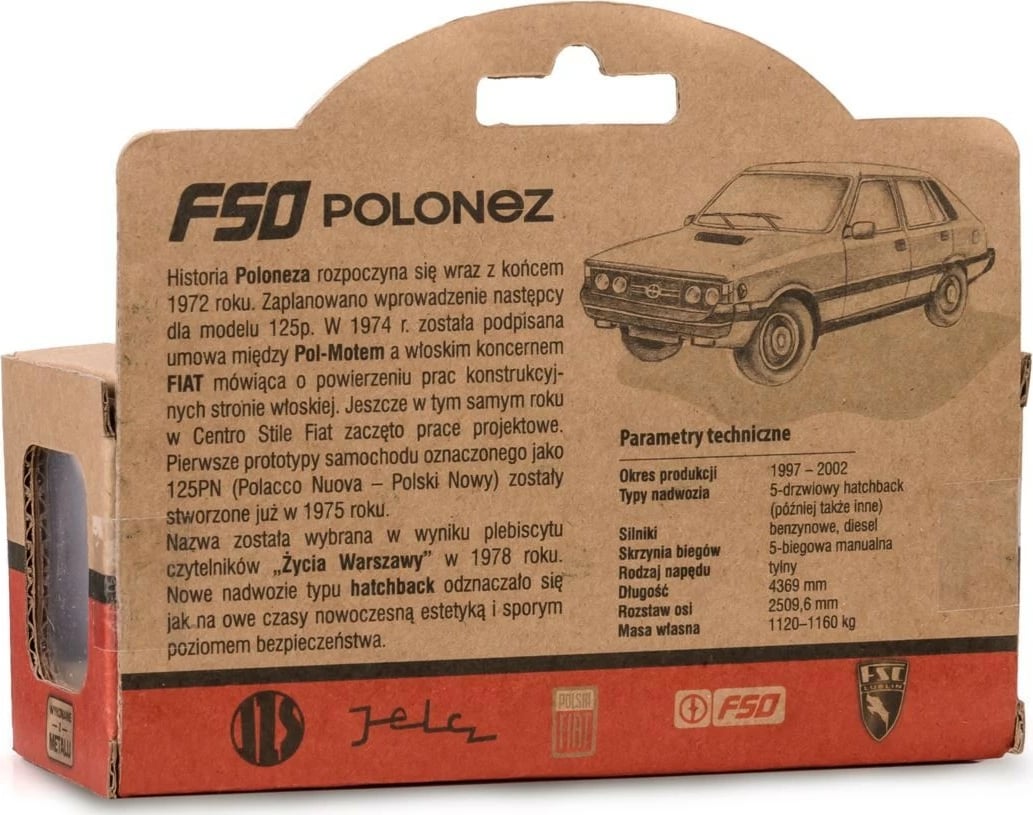 FSO POLONEZ
Historia Poloneza rozpoczyna się wraz z końcem
1972 roku. Zaplanowano wprowadzenie następcy
dla modelu 125p. W 1974 r. została podpisana
umowa między Pol-Motem a włoskim koncernem
FIAT mówiąca o powierzeniu prac konstrukcyj-
nych stronie włoskiej. Jeszcze w tym samym roku
w Centro Stile Fiat zaczęto prace projektowe.
Pierwsze prototypy samochodu oznaczonego jako
125PN (Polacco Nuova – Polski Nowy) zostały
stworzone już w 1975 roku.
Nazwa została wybrana w wyniku plebiscytu
czytelników „Życia Warszawy” w 1978 roku.
Nowe nadwozie typu hatchback odznaczało się
jak na owe czasy nowoczesną estetyką i sporym
poziomem bezpieczeństwa.
Parametry techniczne
Okres produkcji 1997 – 2002
Typy nadwozia 5-drzwiowy hatchback
(później także inne)
Silniki benzynowe, diesel
Skrzynia biegów 5-biegowa manualna
Rodzaj napędu tylny
Długość 4369 mm
Rozstaw osi 2509,6 mm
Masa własna 1120–1160 kg
WYKONANE
Z
METALU
Jelcz
POLSKI
FIAT
FSO
FSC
LUBLIN